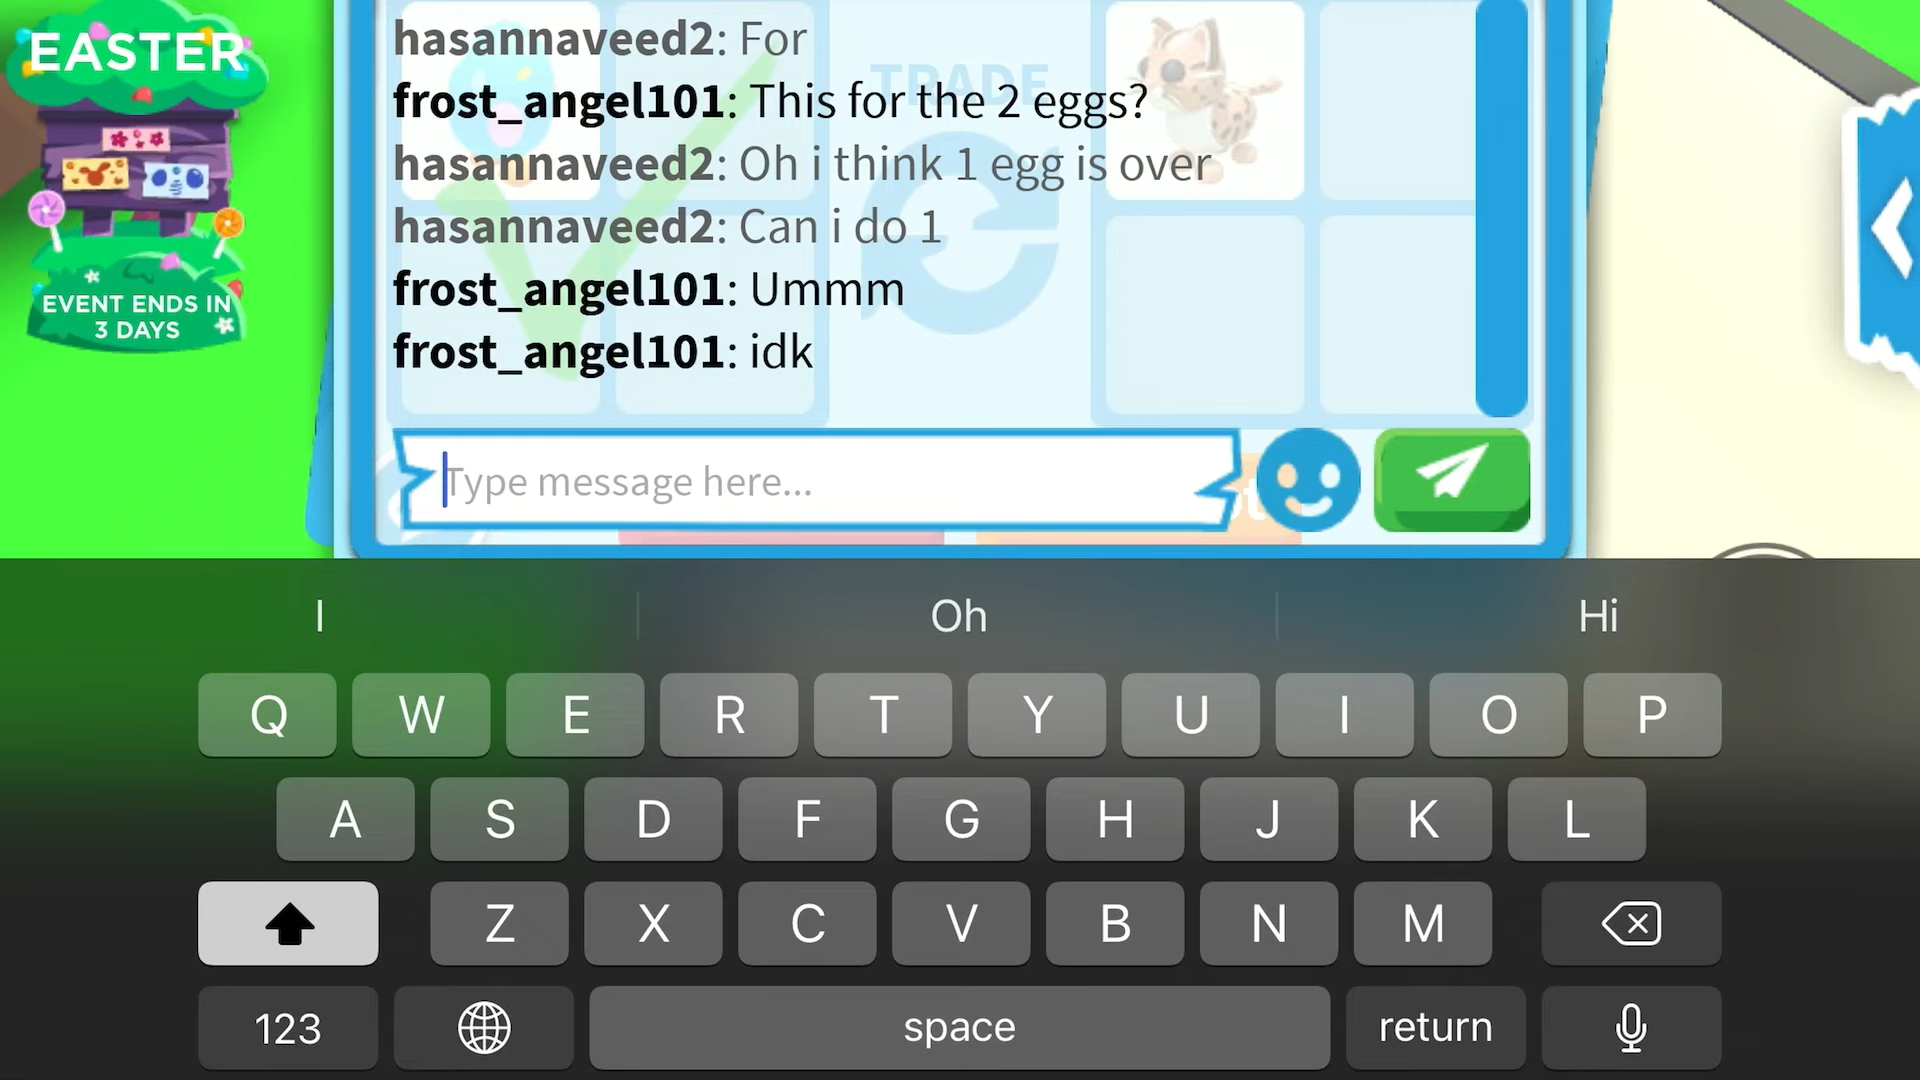 EASTER
EVENT ENDS IN
3 DAYS
TRADE
hasannaveed2: For
frost_angel101: This for the 2 eggs?
hasannaveed2: Oh i think 1 egg is over
hasannaveed2: Can i do 1
frost_angel101: Ummm
frost_angel101: idk
Type message here...
I Oh Hi
Q W E R T Y U I O P
A S D F G H J K L
Z X C V B N M
123 space return